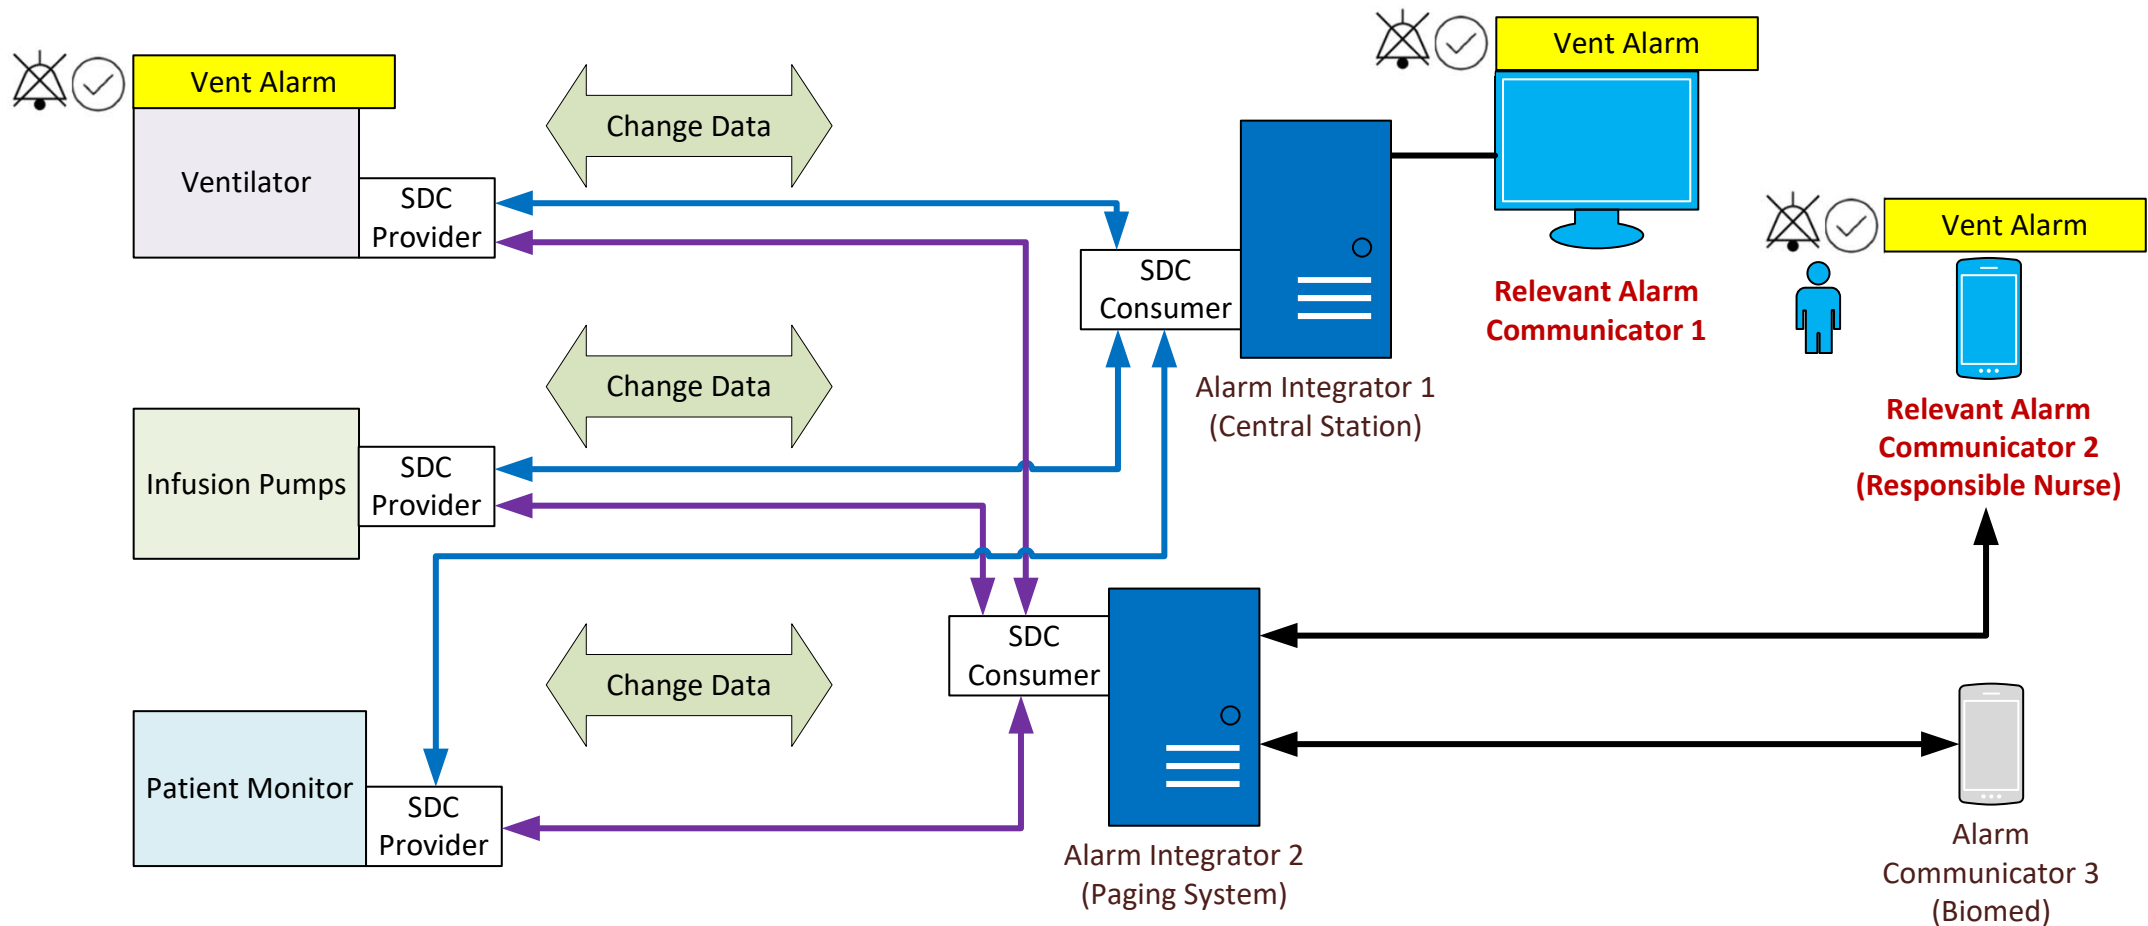 Vent Alarm
Ventilator
SDC
Provider
Change Data
Vent Alarm
Relevant Alarm
Communicator 1
SDC
Consumer
Alarm Integrator 1
(Central Station)
Vent Alarm
Relevant Alarm
Communicator 2
(Responsible Nurse)
Change Data
Infusion Pumps
SDC
Provider
SDC
Consumer
Change Data
Patient Monitor
SDC
Provider
Alarm Integrator 2
(Paging System)
Alarm
Communicator 3
(Biomed)